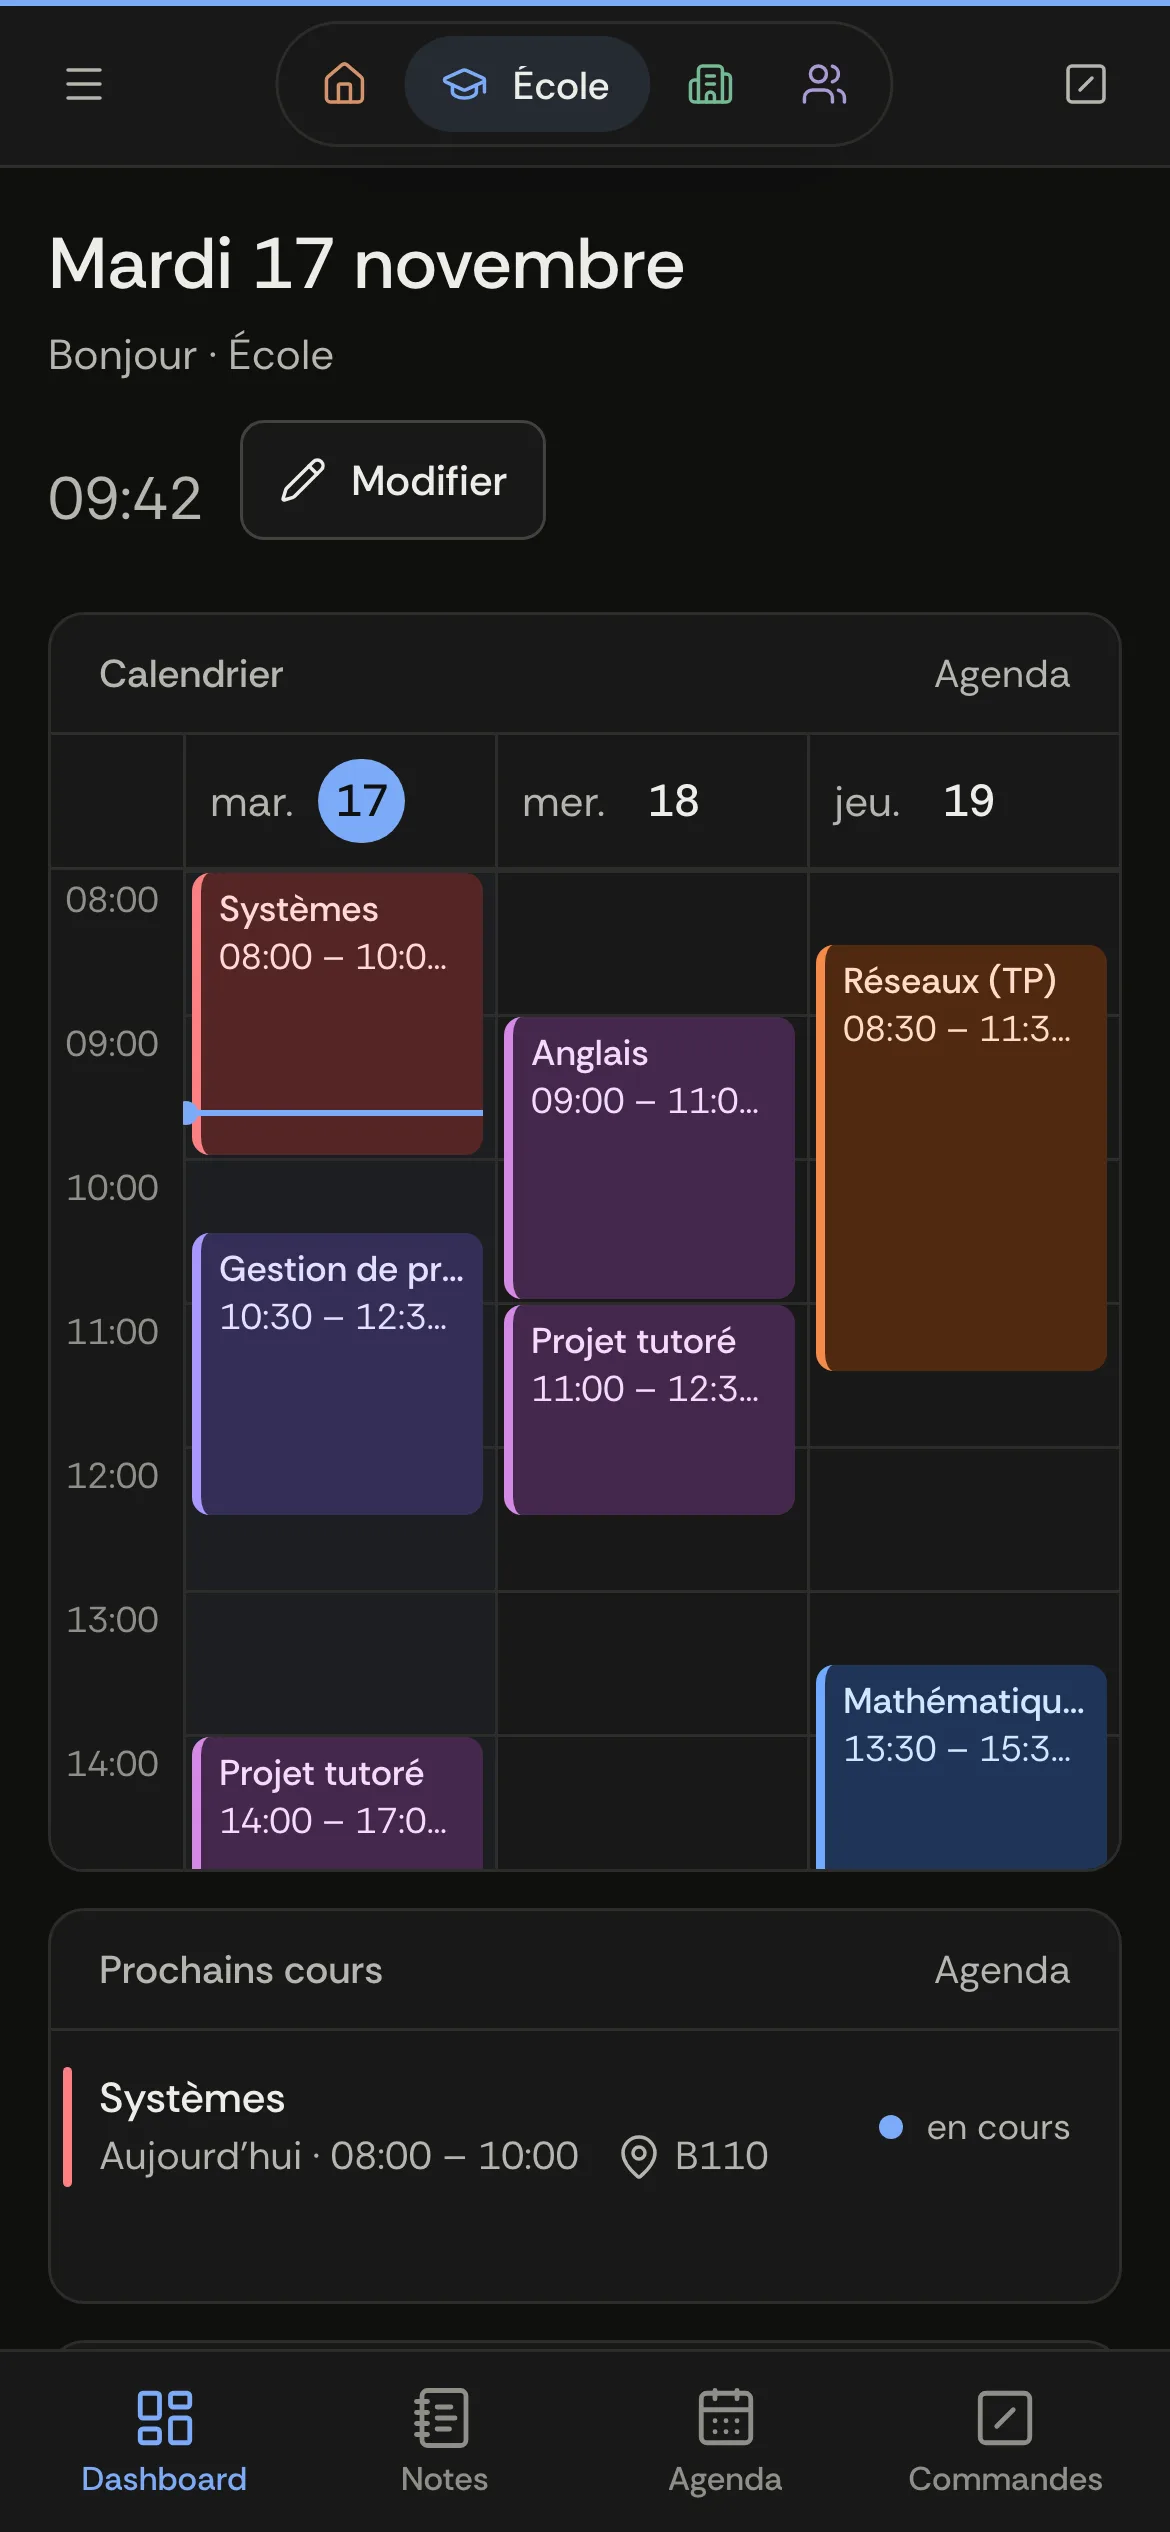 École
Mardi 17 novembre
Bonjour · École
09:42
Modifier
Calendrier
Agenda
mar. 17
mer. 18
jeu. 19
08:00
09:00
10:00
11:00
12:00
13:00
14:00
Systèmes
08:00 – 10:0...
Gestion de pr...
10:30 – 12:3...
Projet tutoré
14:00 – 17:0...
Anglais
09:00 – 11:0...
Projet tutoré
11:00 – 12:3...
Réseaux (TP)
08:30 – 11:3...
Mathématiqu...
13:30 – 15:3...
Prochains cours
Agenda
Systèmes
Aujourd’hui · 08:00 – 10:00
B110
en cours
Dashboard
Notes
Agenda
Commandes